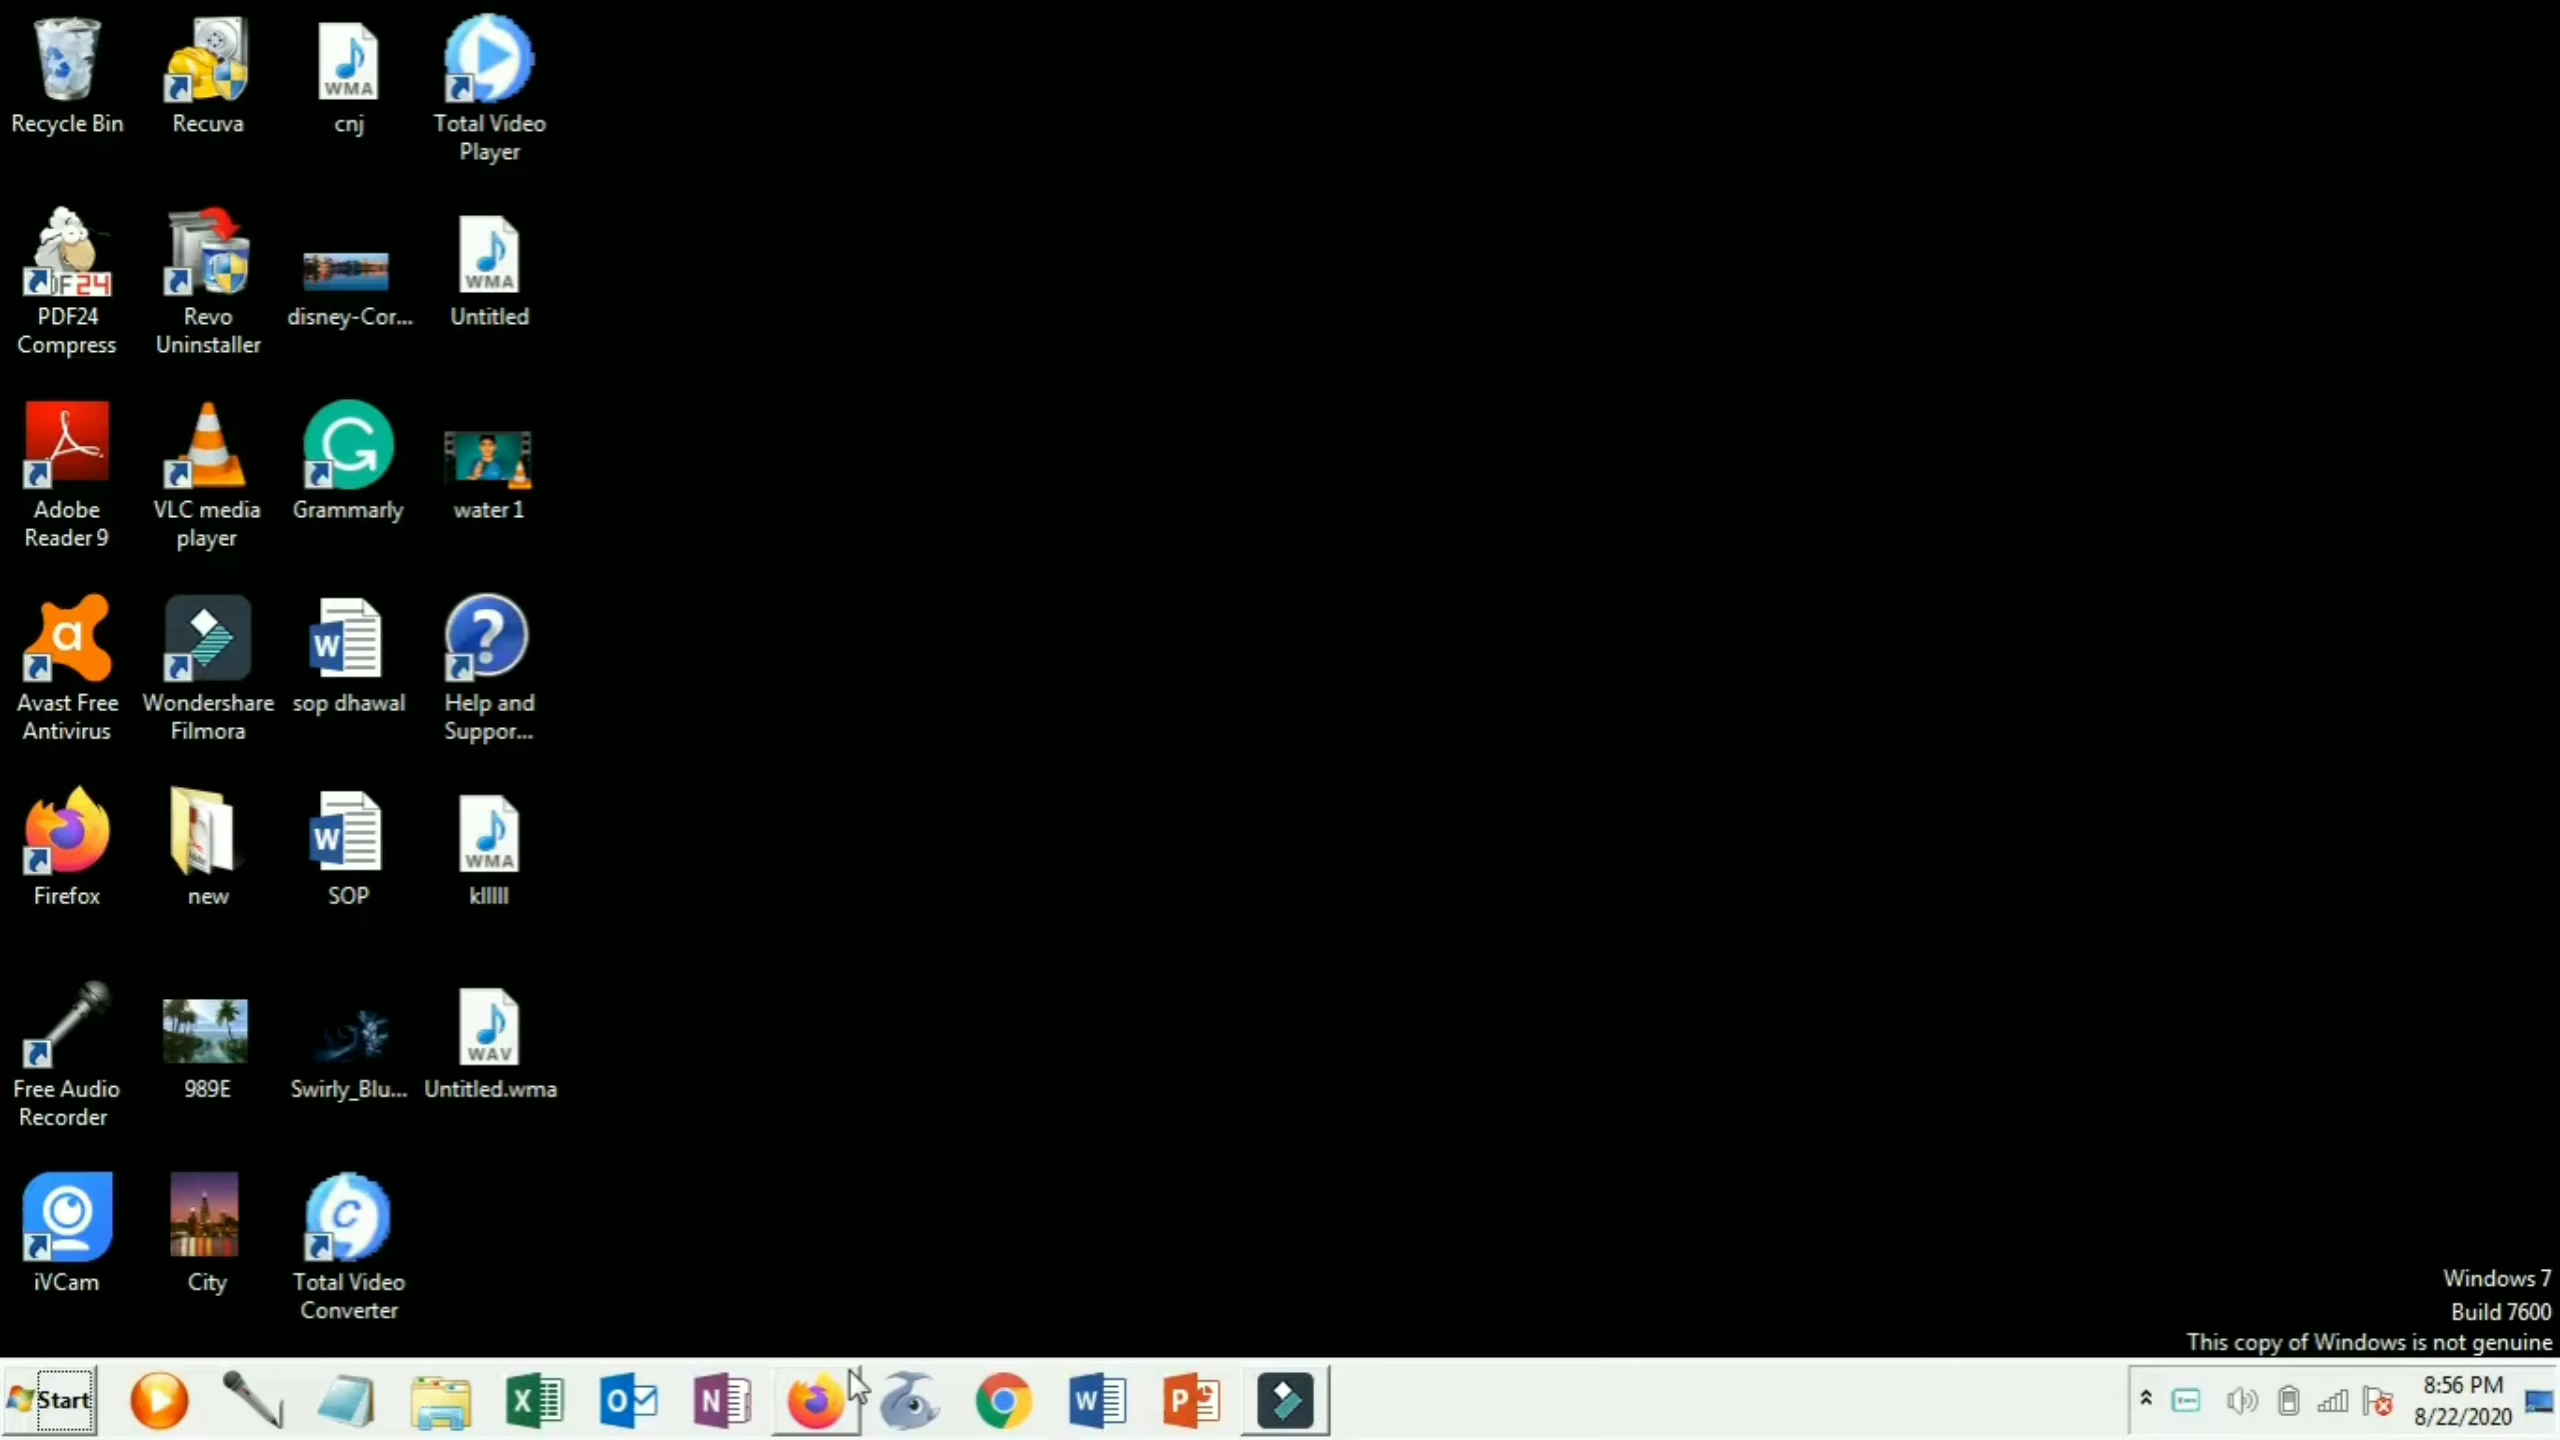 Recycle Bin
Recuva
WMA
cnj
Total Video
Player
PDF24
Compress
Revo
Uninstaller
disney-Cor...
WMA
Untitled
Adobe
Reader 9
VLC media
player
Grammarly
water 1
Avast Free
Antivirus
Wondershare
Filmora
sop dhawal
Help and
Suppor...
Firefox
new
SOP
WMA
klllll
Free Audio
Recorder
989E
Swirly_Blu...
WAV
Untitled.wma
iVCam
City
Total Video
Converter
Windows 7
Build 7600
This copy of Windows is not genuine
Start
8:56 PM
8/22/2020